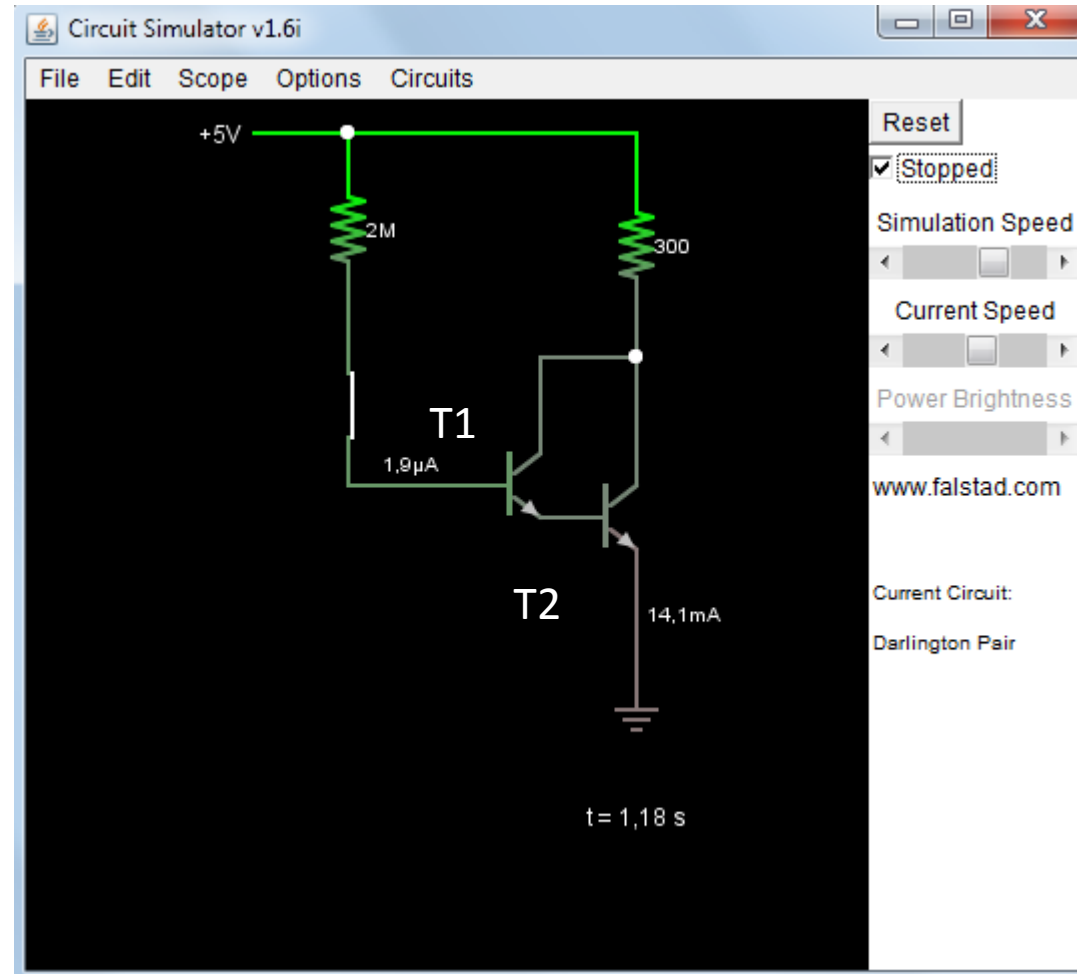 Circuit Simulator v1.6i
File Edit Scope Options Circuits
+5V
2M
300
T1
1,9µA
T2
14,1mA
t = 1,18 s
Reset
Stopped
Simulation Speed
Current Speed
Power Brightness
www.falstad.com
Current Circuit:
Darlington Pair